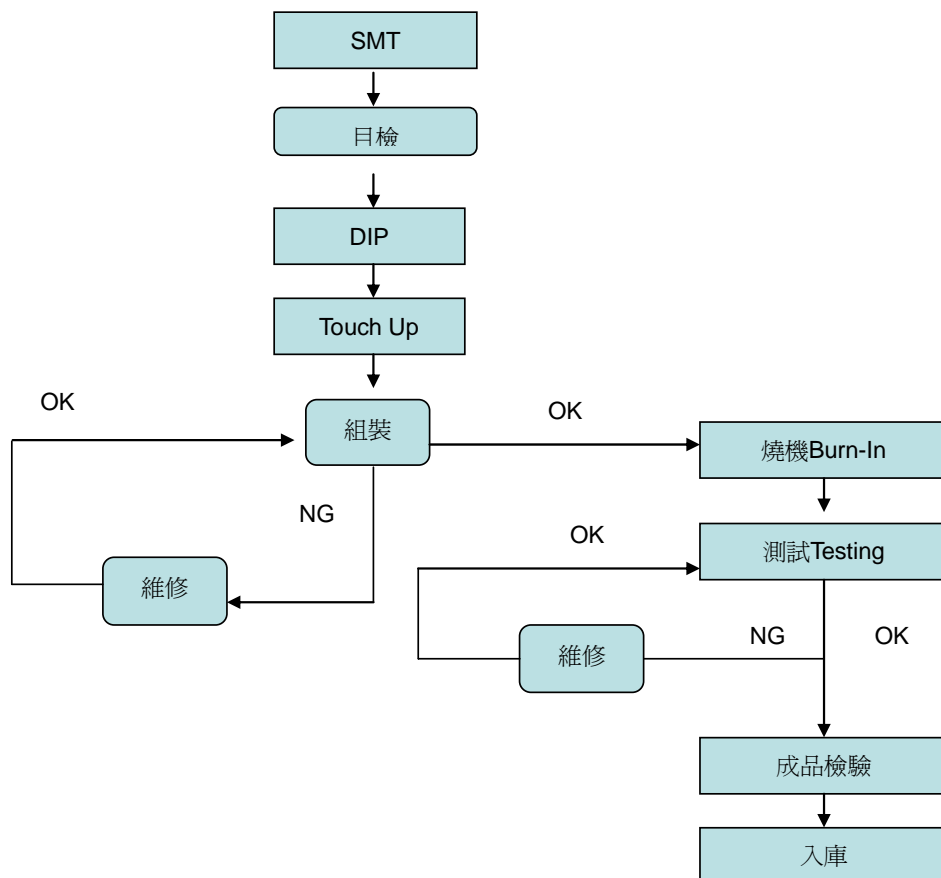 SMT
目檢
DIP
Touch Up
OK
組裝
OK
燒機Burn-In
NG
OK
測試Testing
維修
維修
NG
OK
成品檢驗
入庫